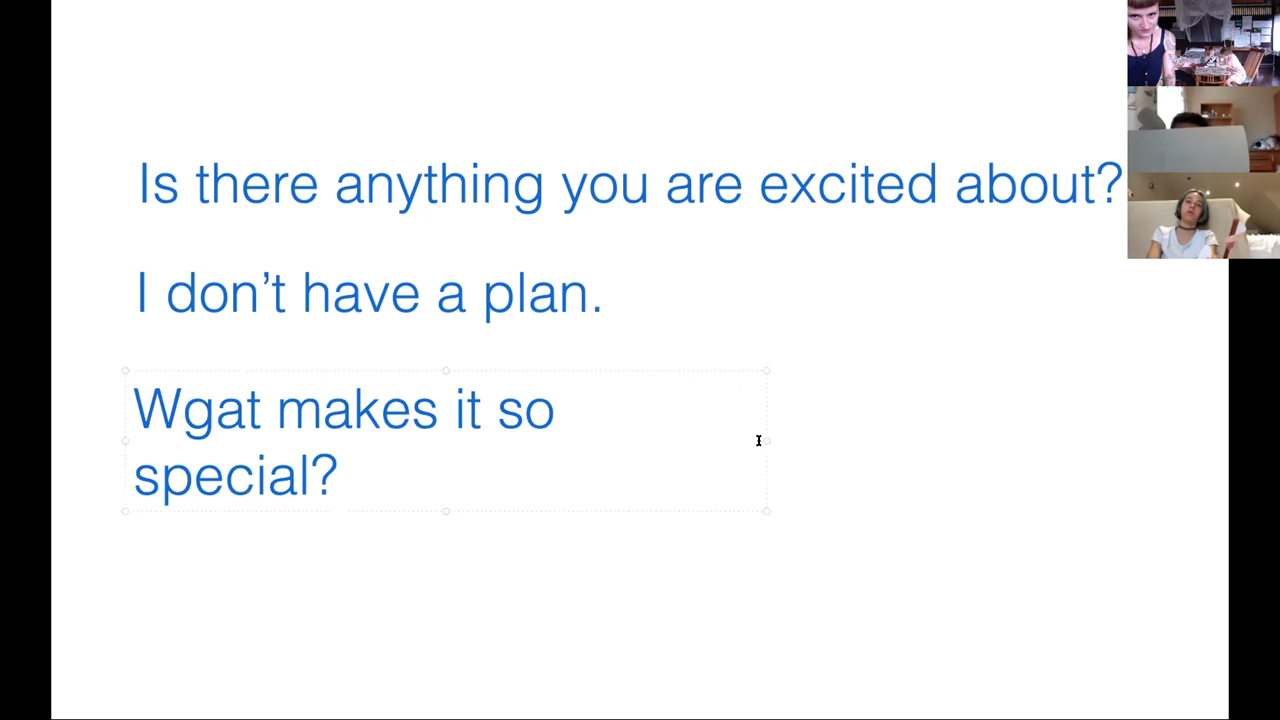 Is there anything you are excited about?
I don’t have a plan.
Wgat makes it so
special?